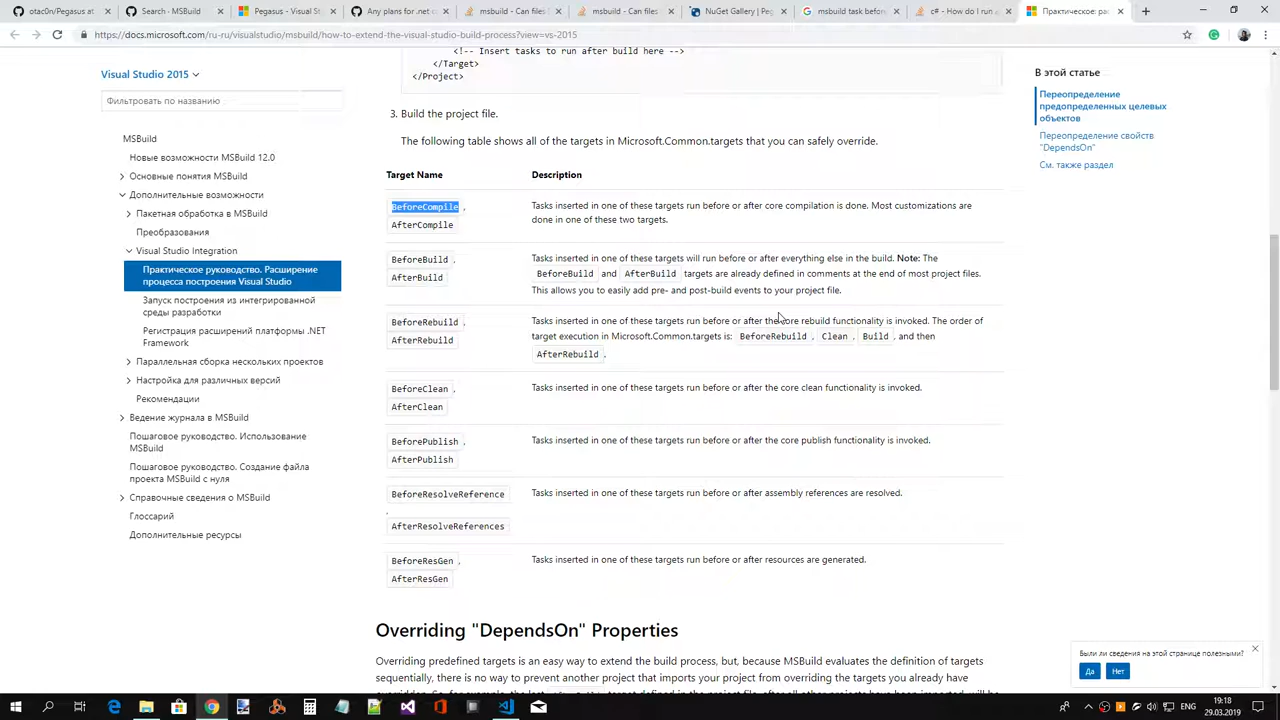 otac0n/Pegasus at
Search · MSBuild
Pegasus - Visual St
Any plans for .net c
msbuild - Can files
msbuild - Can files
NuGet Gallery | Peg
msbuild task before
c# - How do I run a
Практическое: рас
https://docs.microsoft.com/ru-ru/visualstudio/msbuild/how-to-extend-the-visual-studio-build-process?view=vs-2015
Visual Studio 2015
Фильтровать по названию
MSBuild
Новые возможности MSBuild 12.0
Основные понятия MSBuild
Дополнительные возможности
Пакетная обработка в MSBuild
Преобразования
Visual Studio Integration
Практическое руководство. Расширение
процесса построения Visual Studio
Запуск построения из интегрированной
среды разработки
Регистрация расширений платформы .NET
Framework
Параллельная сборка нескольких проектов
Настройка для различных версий
Рекомендации
Ведение журнала в MSBuild
Пошаговое руководство. Использование
MSBuild
Пошаговое руководство. Создание файла
проекта MSBuild с нуля
Справочные сведения о MSBuild
Глоссарий
Дополнительные ресурсы
<!-- Insert tasks to run after build here -->
</Target>
</Project>
3. Build the project file.
The following table shows all of the targets in Microsoft.Common.targets that you can safely override.
Target Name Description
BeforeCompile ,
AfterCompile
Tasks inserted in one of these targets run before or after core compilation is done. Most customizations are
done in one of these two targets.
BeforeBuild ,
AfterBuild
Tasks inserted in one of these targets will run before or after everything else in the build. Note: The
BeforeBuild and AfterBuild targets are already defined in comments at the end of most project files.
This allows you to easily add pre- and post-build events to your project file.
BeforeRebuild ,
AfterRebuild
Tasks inserted in one of these targets run before or after the core rebuild functionality is invoked. The order of
target execution in Microsoft.Common.targets is: BeforeRebuild , Clean , Build , and then
AfterRebuild .
BeforeClean ,
AfterClean
Tasks inserted in one of these targets run before or after the core clean functionality is invoked.
BeforePublish ,
AfterPublish
Tasks inserted in one of these targets run before or after the core publish functionality is invoked.
BeforeResolveReference
,
AfterResolveReferences
Tasks inserted in one of these targets run before or after assembly references are resolved.
BeforeResGen ,
AfterResGen
Tasks inserted in one of these targets run before or after resources are generated.
Overriding "DependsOn" Properties
Overriding predefined targets is an easy way to extend the build process, but, because MSBuild evaluates the definition of targets
sequentially, there is no way to prevent another project that imports your project from overriding the targets you already have
В этой статье
Переопределение
предопределенных целевых
объектов
Переопределение свойств
"DependsOn"
См. также раздел
Были ли сведения на этой странице полезными?
Да
Нет
ENG
19:18
29.03.2019